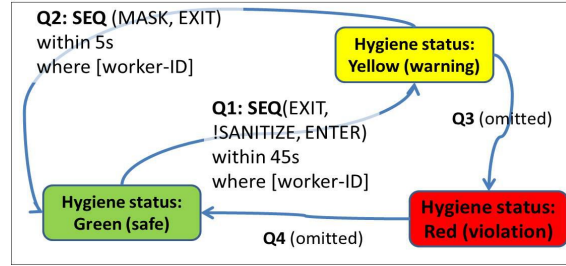 Q2: SEQ (MASK, EXIT)
within 5s
where [worker-ID]
Hygiene status:
Yellow (warning)
Q1: SEQ(EXIT,
!SANITIZE, ENTER)
within 45s
where [worker-ID]
Q3 (omitted)
Hygiene status:
Green (safe)
Hygiene status:
Red (violation)
Q4 (omitted)